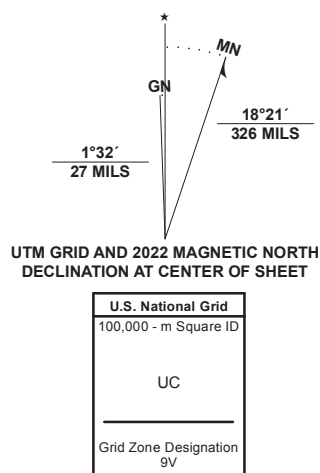 ★
MN
GN
18°21´
326 MILS
1°32´
27 MILS
UTM GRID AND 2022 MAGNETIC NORTH
DECLINATION AT CENTER OF SHEET
U.S. National Grid
100,000 - m Square ID
UC
Grid Zone Designation
9V